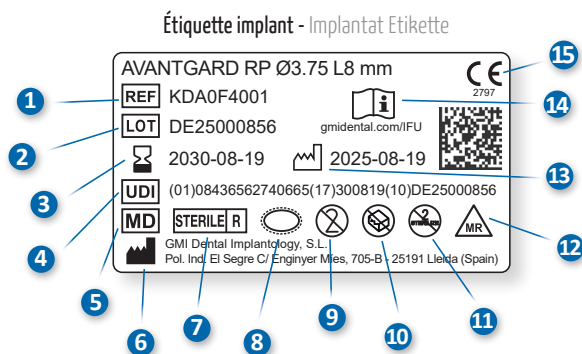 Étiquette implant - Implantat Etikette
AVANTGARD RP Ø3.75 L8 mm
CE
2797
15
1
REF KDA0F4001
i
14
gmidental.com/IFU
2
LOT DE25000856
3
2030-08-19
2025-08-19
13
4
UDI (01)08436562740665(17)300819(10)DE25000856
5
MD STERILE R
2
2
STERILIZE
MR
12
GMI Dental Implantology, S.L.
Pol. Ind. El Segre C/ Enginyer Mies, 705-B - 25191 Lleida (Spain)
6
7
8
9
10
11